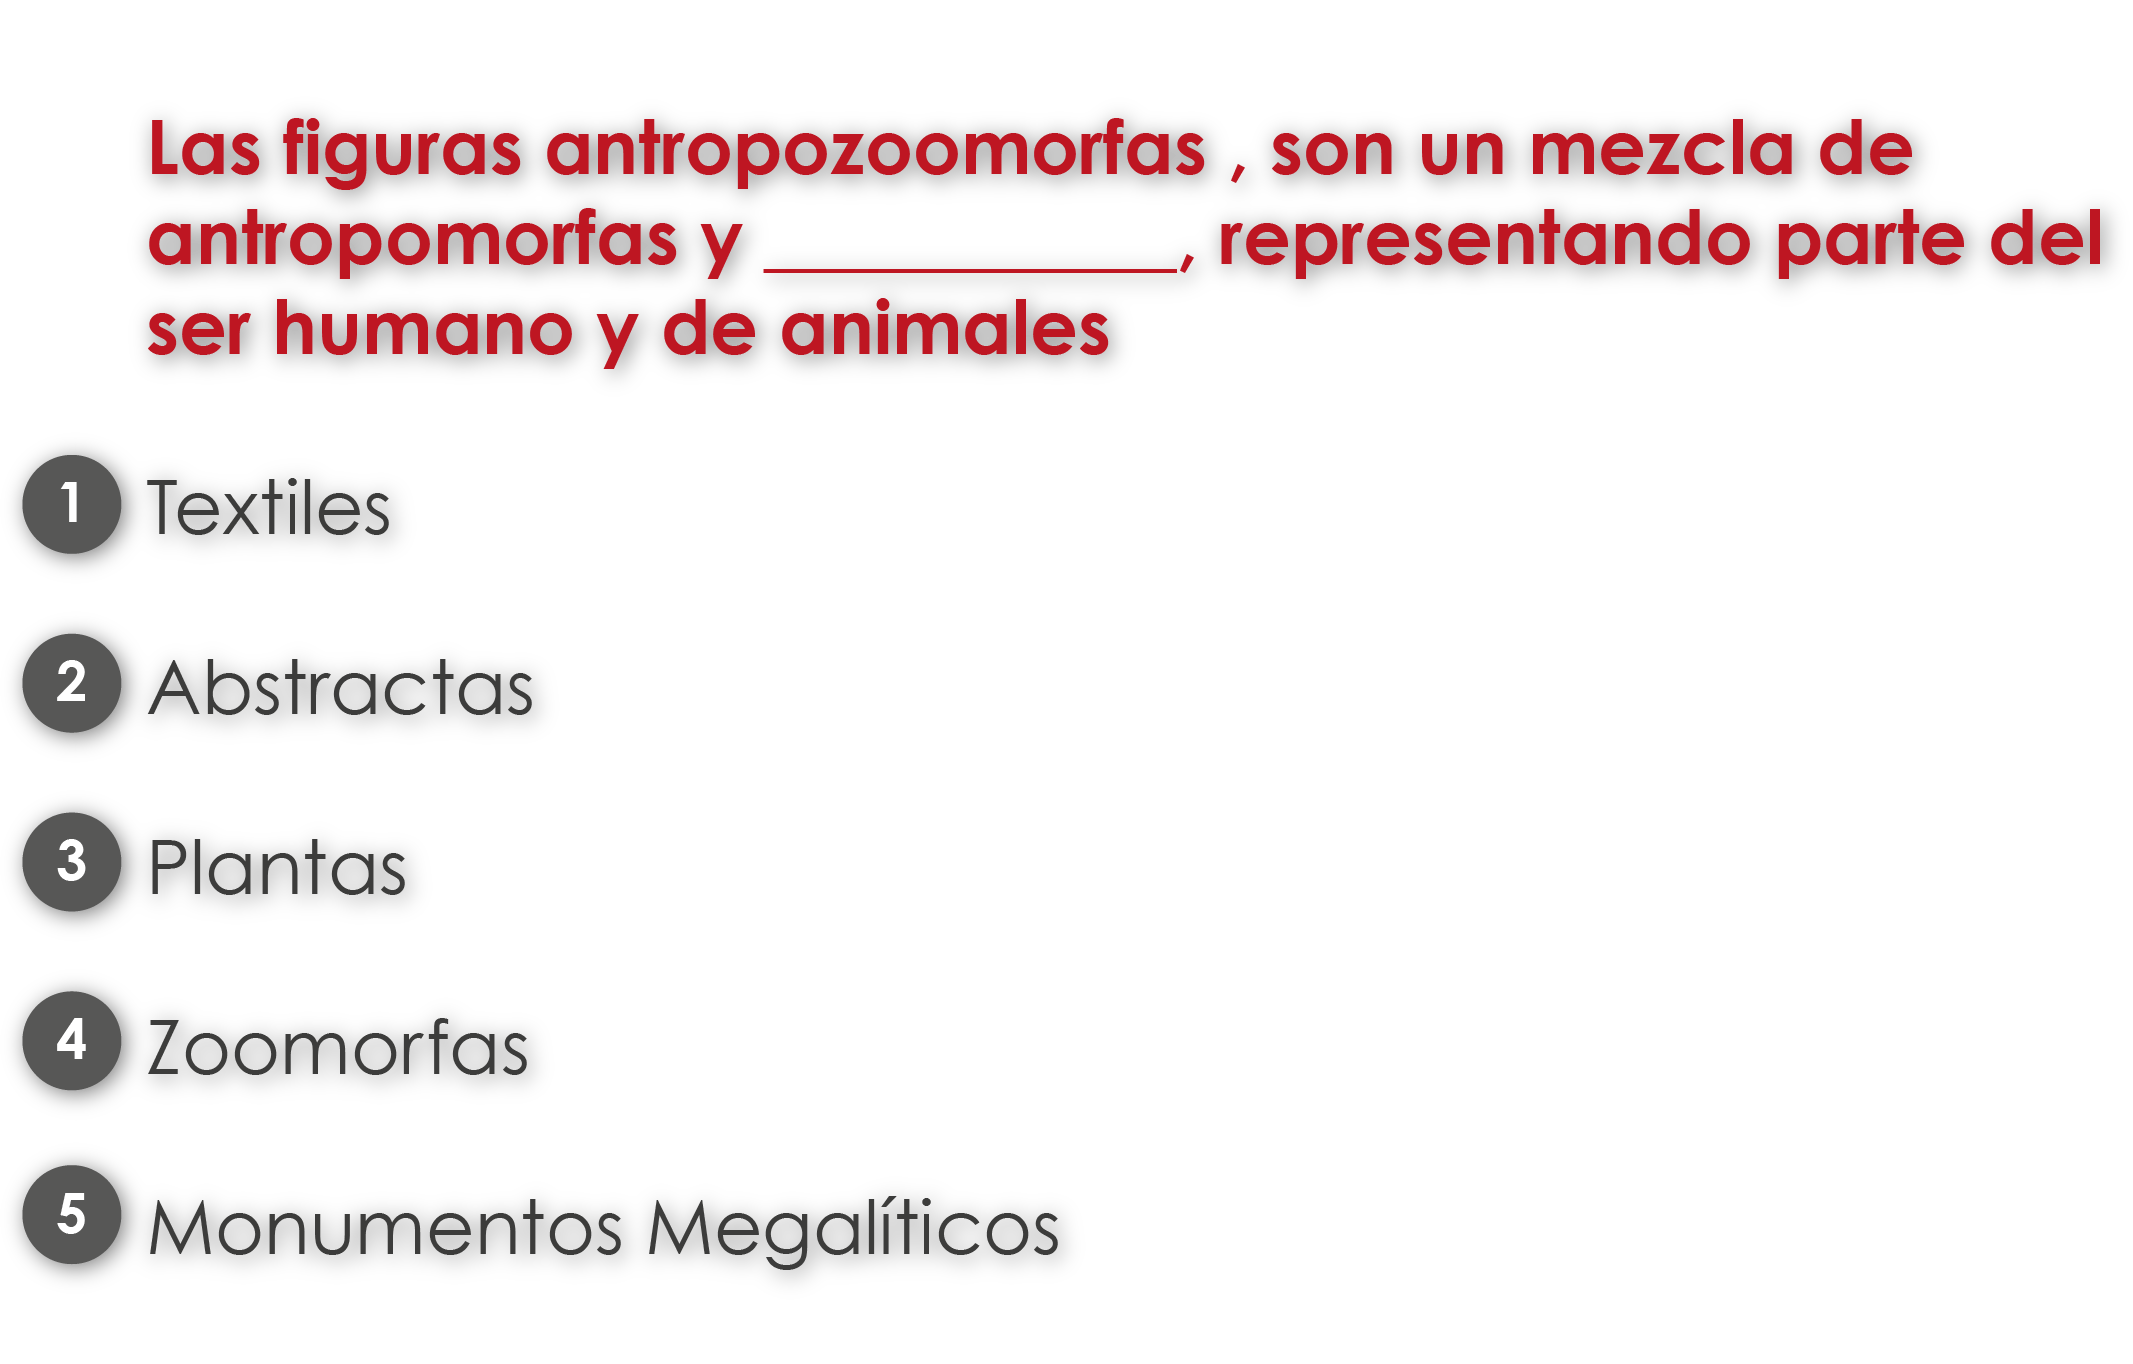 Las figuras antropozoomorfas , son un mezcla de
antropomorfas y ___________, representando parte del
ser humano y de animales
1 Textiles
2 Abstractas
3 Plantas
4 Zoomorfas
5 Monumentos Megalíticos